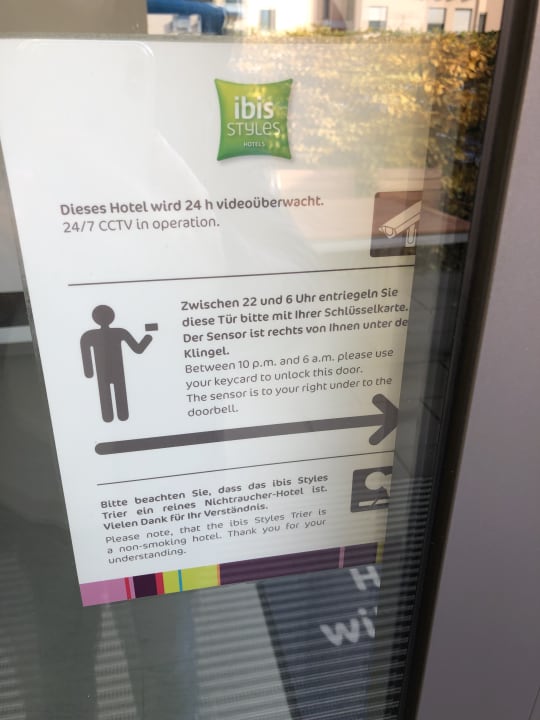 ibis
STYLES
HOTELS
Dieses Hotel wird 24 h videoüberwacht.
24/7 CCTV in operation.
Zwischen 22 und 6 Uhr entriegeln Sie
diese Tür bitte mit Ihrer Schlüsselkarte.
Der Sensor ist rechts von Ihnen unter de
Klingel.
Between 10 p.m. and 6 a.m. please use
your keycard to unlock this door.
The sensor is to your right under to the
doorbell.
Bitte beachten Sie, dass das ibis Styles
Trier ein reines Nichtraucher-Hotel ist.
Vielen Dank für Ihr Verständnis.
Please note, that the ibis Styles Trier is
a non-smoking hotel. Thank you for your
understanding.
H
wi